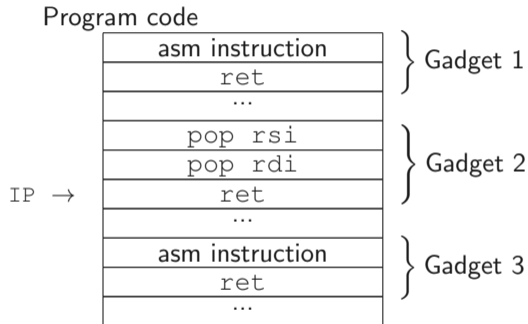 Program code
asm instruction
ret
Gadget 1
...
pop rsi
pop rdi
Gadget 2
IP → ret
...
asm instruction
Gadget 3
ret
...